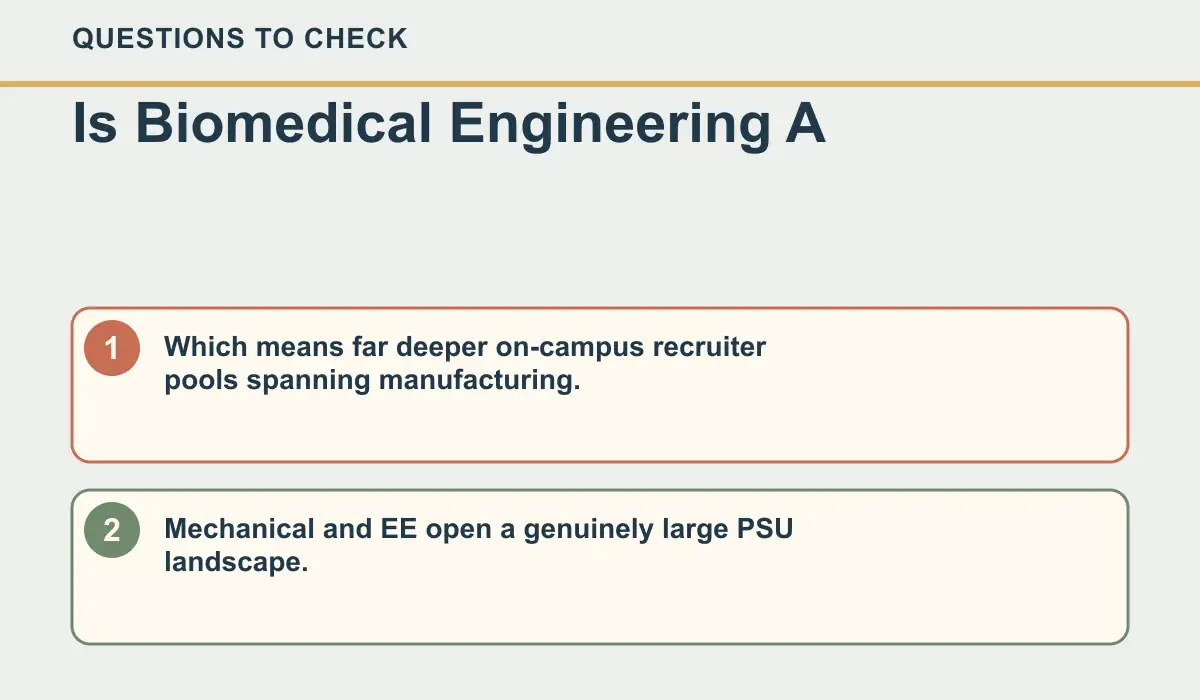 QUESTIONS TO CHECK
Is Biomedical Engineering A
1
Which means far deeper on-campus recruiter
pools spanning manufacturing.
2
Mechanical and EE open a genuinely large PSU
landscape.